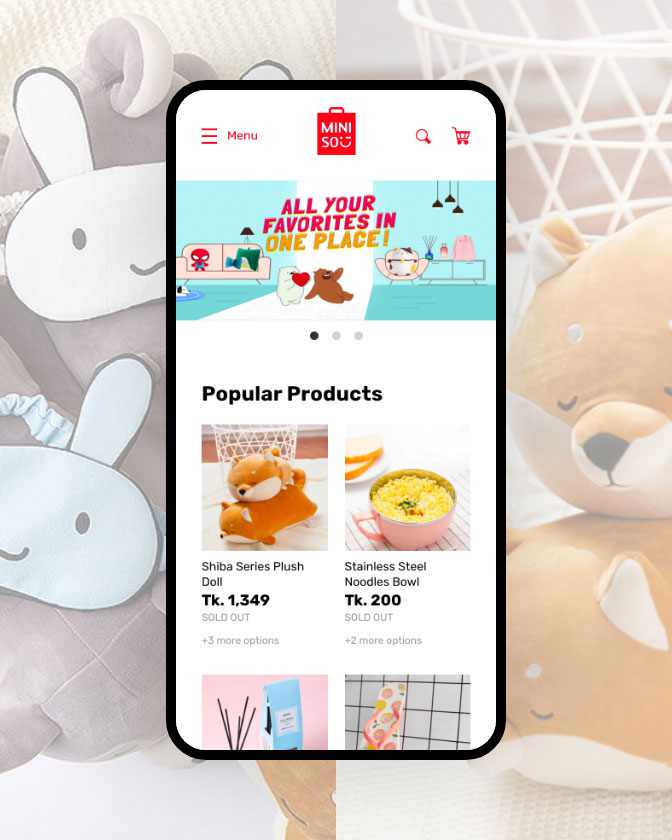 Menu
MINI
SO
ALL YOUR
FAVORITES IN
ONE PLACE!
Popular Products
Shiba Series Plush
Doll
Tk. 1,349
SOLD OUT
+3 more options
Stainless Steel
Noodles Bowl
Tk. 200
SOLD OUT
+2 more options